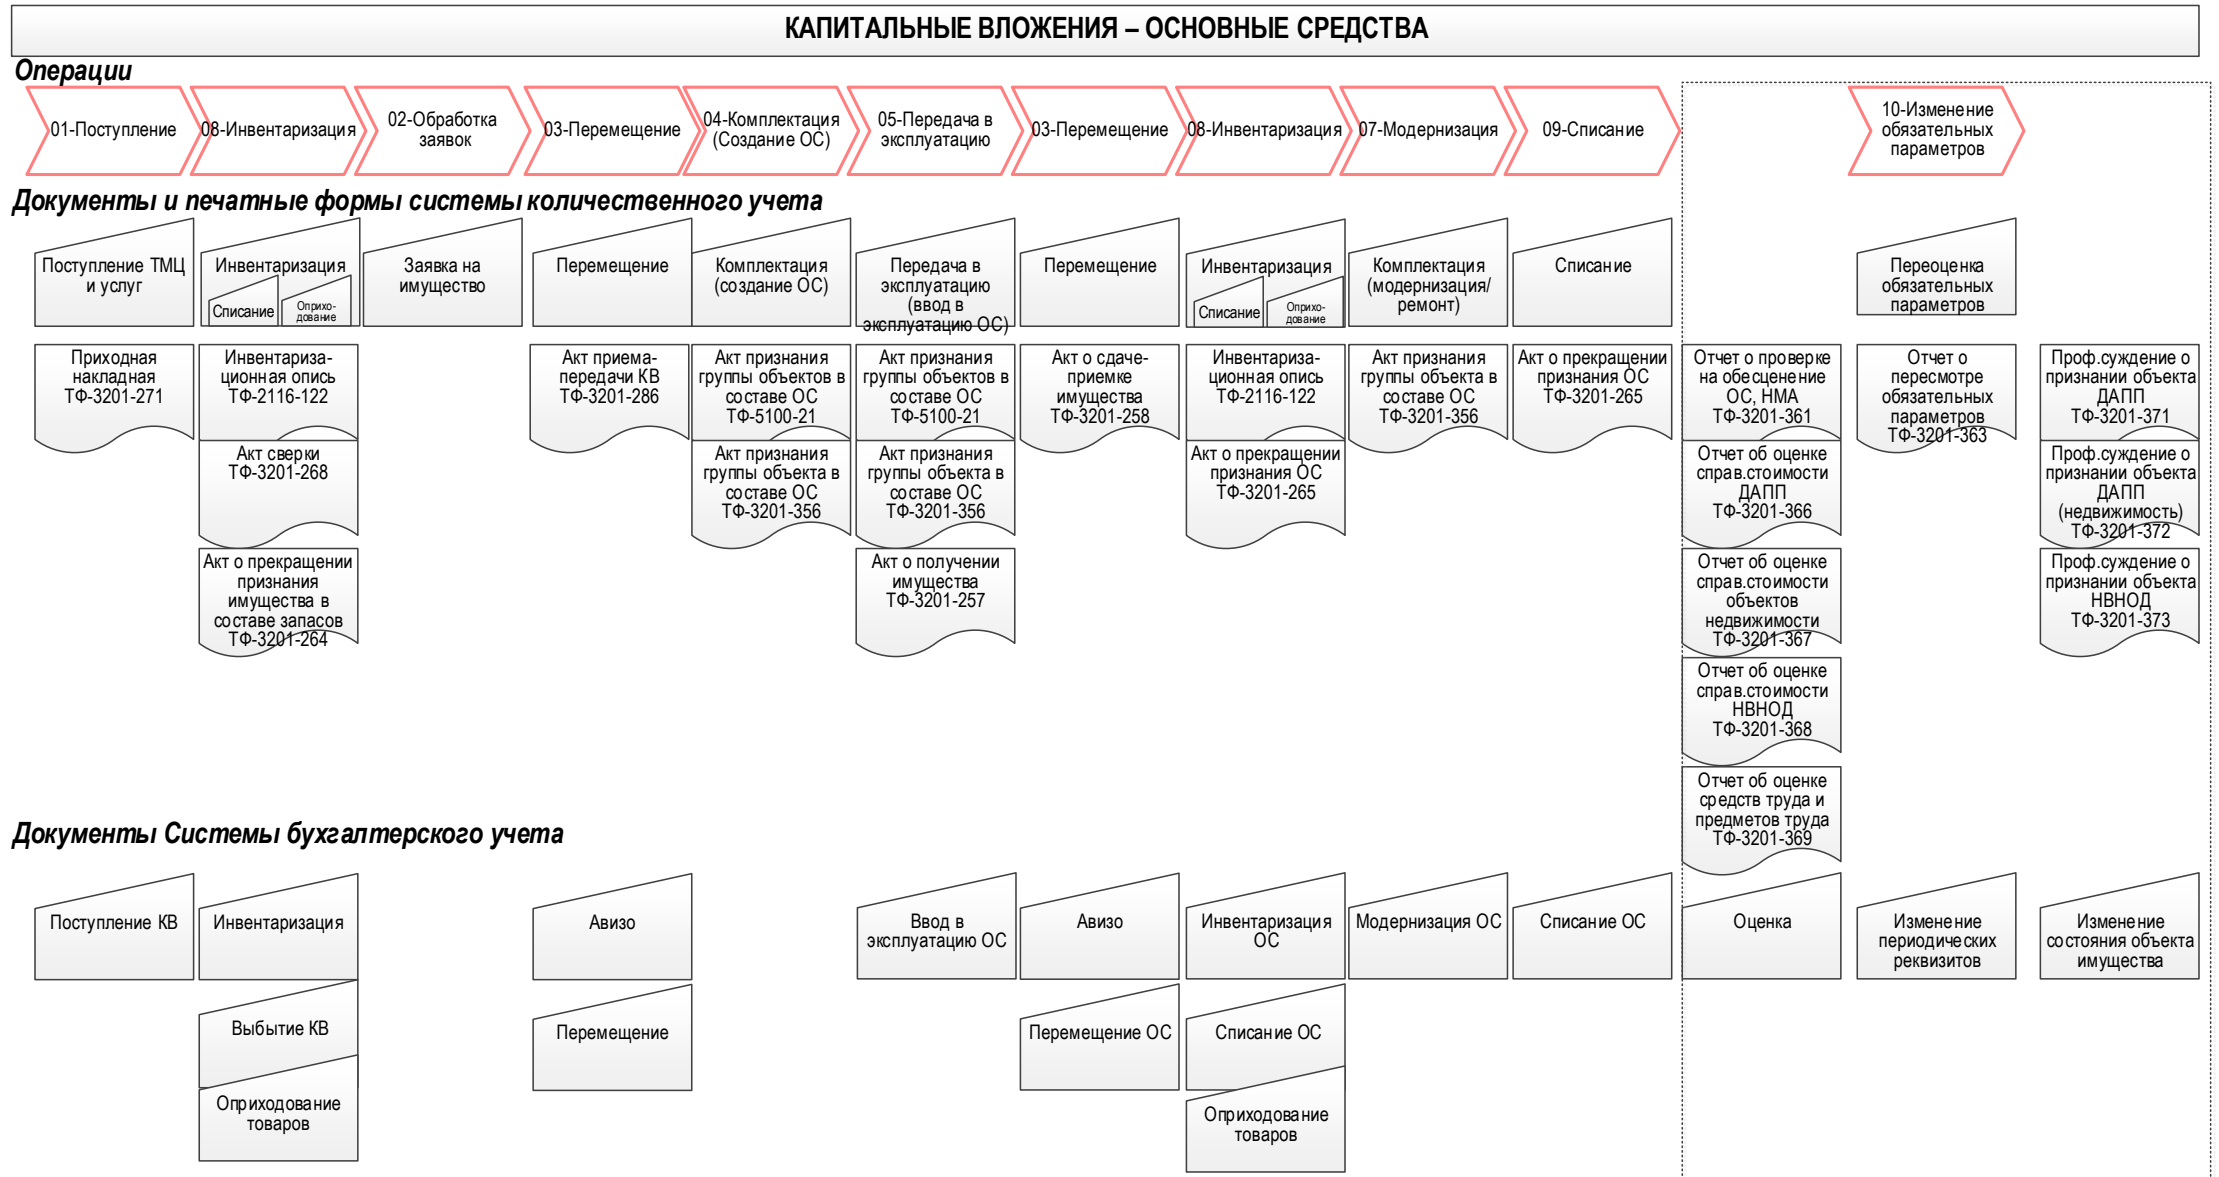 КАПИТАЛЬНЫЕ ВЛОЖЕНИЯ – ОСНОВНЫЕ СРЕДСТВА
Операции
01-Поступление
08-Инвентаризация
02-Обработка
заявок
03-Перемещение
04-Комплектация
(Создание ОС)
05-Передача в
эксплуатацию
03-Перемещение
08-Инвентаризация
07-Модернизация
09-Списание
10-Изменение
обязательных
параметров
Документы и печатные формы системы количественного учета
Поступление ТМЦ
и услуг
Инвентаризация
Списание
Оприхо-
дование
Заявка на
имущество
Перемещение
Комплектация
(создание ОС)
Передача в
эксплуатацию
(ввод в
эксплуатацию ОС)
Перемещение
Инвентаризация
Списание
Оприхо-
дование
Комплектация
(модернизация/
ремонт)
Списание
Переоценка
обязательных
параметров
Приходная
накладная
ТФ-3201-271
Инвентариза-
ционная опись
ТФ-2116-122
Акт приема-
передачи КВ
ТФ-3201-286
Акт признания
группы объектов в
составе ОС
ТФ-5100-21
Акт признания
группы объектов в
составе ОС
ТФ-5100-21
Акт о сдаче-
приемке
имущества
ТФ-3201-258
Инвентариза-
ционная опись
ТФ-2116-122
Акт признания
группы объекта в
составе ОС
ТФ-3201-356
Акт о прекращении
признания ОС
ТФ-3201-265
Отчет о проверке
на обесценение
ОС, НМА
ТФ-3201-361
Отчет о
пересмотре
обязательных
параметров
ТФ-3201-363
Проф.суждение о
признании объекта
ДАПП
ТФ-3201-371
Акт сверки
ТФ-3201-268
Акт признания
группы объекта в
составе ОС
ТФ-3201-356
Акт признания
группы объекта в
составе ОС
ТФ-3201-356
Акт о прекращении
признания ОС
ТФ-3201-265
Отчет об оценке
справ.стоимости
ДАПП
ТФ-3201-366
Проф.суждение о
признании объекта
ДАПП
(недвижимость)
ТФ-3201-372
Акт о прекращении
признания
имущества в
составе запасов
ТФ-3201-264
Акт о получении
имущества
ТФ-3201-257
Отчет об оценке
справ.стоимости
объектов
недвижимости
ТФ-3201-367
Проф.суждение о
признании объекта
НВНОД
ТФ-3201-373
Отчет об оценке
справ.стоимости
НВНОД
ТФ-3201-368
Отчет об оценке
средств труда и
предметов труда
ТФ-3201-369
Документы Системы бухгалтерского учета
Поступление КВ
Инвентаризация
Авизо
Ввод в
эксплуатацию ОС
Авизо
Инвентаризация
ОС
Модернизация ОС
Списание ОС
Оценка
Изменение
периодических
реквизитов
Изменение
состояния объекта
имущества
Выбытие КВ
Перемещение
Перемещение ОС
Списание ОС
Оприходование
товаров
Оприходование
товаров